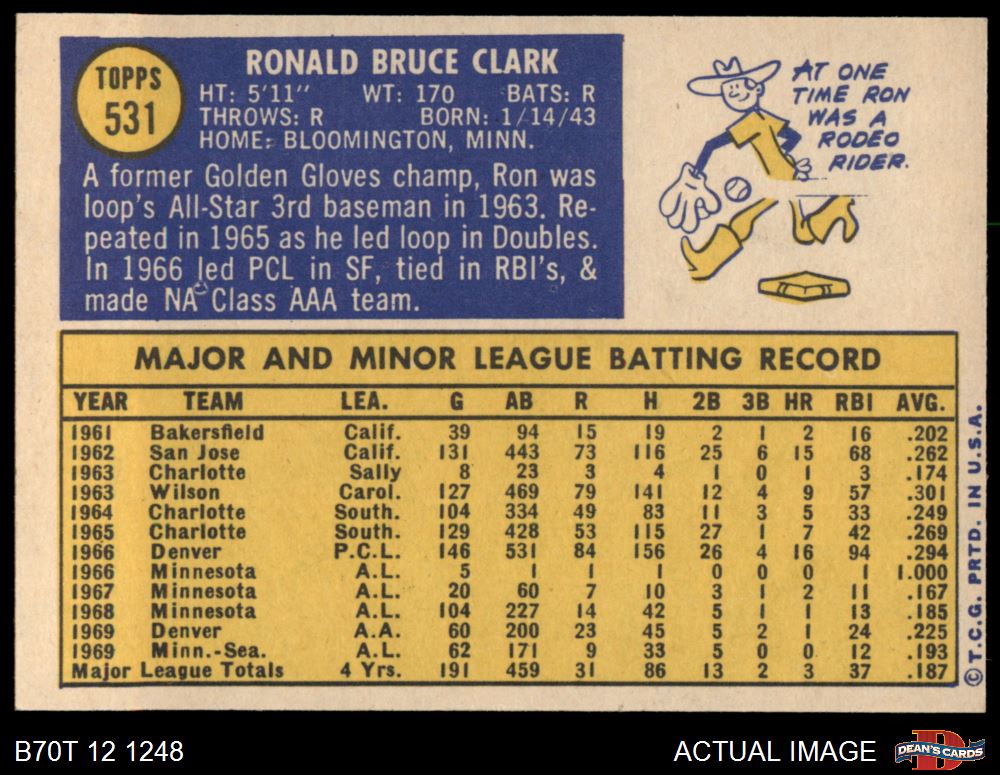 TOPPS
531
RONALD BRUCE CLARK
HT: 5'11" WT: 170 BATS: R
THROWS: R BORN: 1/14/43
HOME: BLOOMINGTON, MINN.
A former Golden Gloves champ, Ron was
loop's All-Star 3rd baseman in 1963. Re-
peated in 1965 as he led loop in Doubles.
In 1966 led PCL in SF, tied in RBI's, &
made NA Class AAA team.
AT ONE
TIME RON
WAS A
RODEO
RIDER.
MAJOR AND MINOR LEAGUE BATTING RECORD
YEAR TEAM LEA. G AB R H 2B 3B HR RBI AVG.
1961 Bakersfield Calif. 39 94 15 19 2 1 2 16 .202
1962 San Jose Calif. 131 443 73 116 25 6 15 68 .262
1963 Charlotte Sally 8 23 3 4 1 0 1 3 .174
1963 Wilson Carol. 127 469 79 141 12 4 9 57 .301
1964 Charlotte South. 104 334 49 83 11 3 5 33 .249
1965 Charlotte South. 129 428 53 115 27 1 7 42 .269
1966 Denver P.C.L. 146 531 84 156 26 4 16 94 .294
1966 Minnesota A.L. 5 1 1 1 0 0 0 1 1.000
1967 Minnesota A.L. 20 60 7 10 3 1 2 11 .167
1968 Minnesota A.L. 104 227 14 42 5 1 1 13 .185
1969 Denver A.A. 60 200 23 45 5 2 1 24 .225
1969 Minn.-Sea. A.L. 62 171 9 33 5 0 0 12 .193
Major League Totals 4 Yrs. 191 459 31 86 13 2 3 37 .187
©T.C.G. PRTD. IN U.S.A.
B70T 12 1248
ACTUAL IMAGE
DEAN'S CARDS